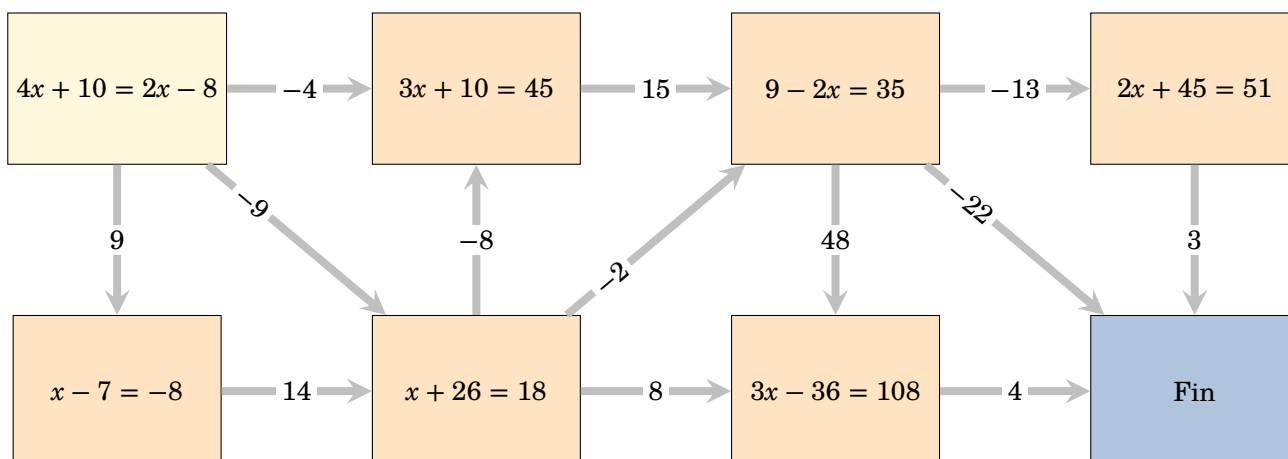 4x + 10 = 2x − 8
−4
3x + 10 = 45
15
9 − 2x = 35
−13
2x + 45 = 51
9
−9
−8
−2
48
−22
3
x − 7 = −8
14
x + 26 = 18
8
3x − 36 = 108
4
Fin